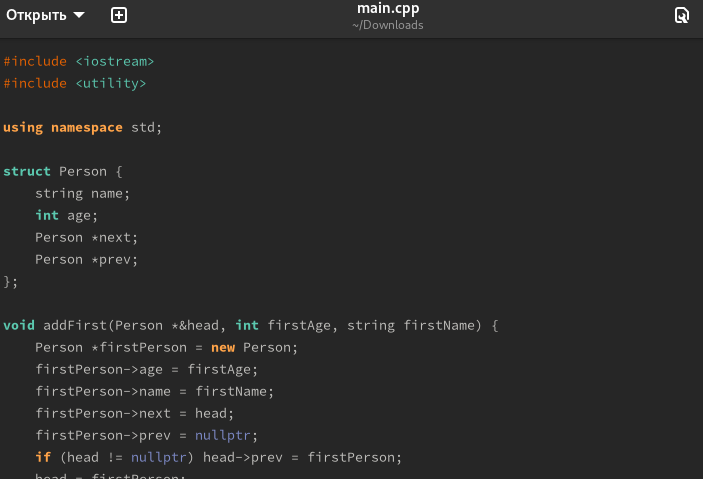 Открыть
main.cpp
~/Downloads
#include <iostream>
#include <utility>
using namespace std;
struct Person {
    string name;
    int age;
    Person *next;
    Person *prev;
};
void addFirst(Person *&head, int firstAge, string firstName) {
    Person *firstPerson = new Person;
    firstPerson->age = firstAge;
    firstPerson->name = firstName;
    firstPerson->next = head;
    firstPerson->prev = nullptr;
    if (head != nullptr) head->prev = firstPerson;
    head = firstPerson;